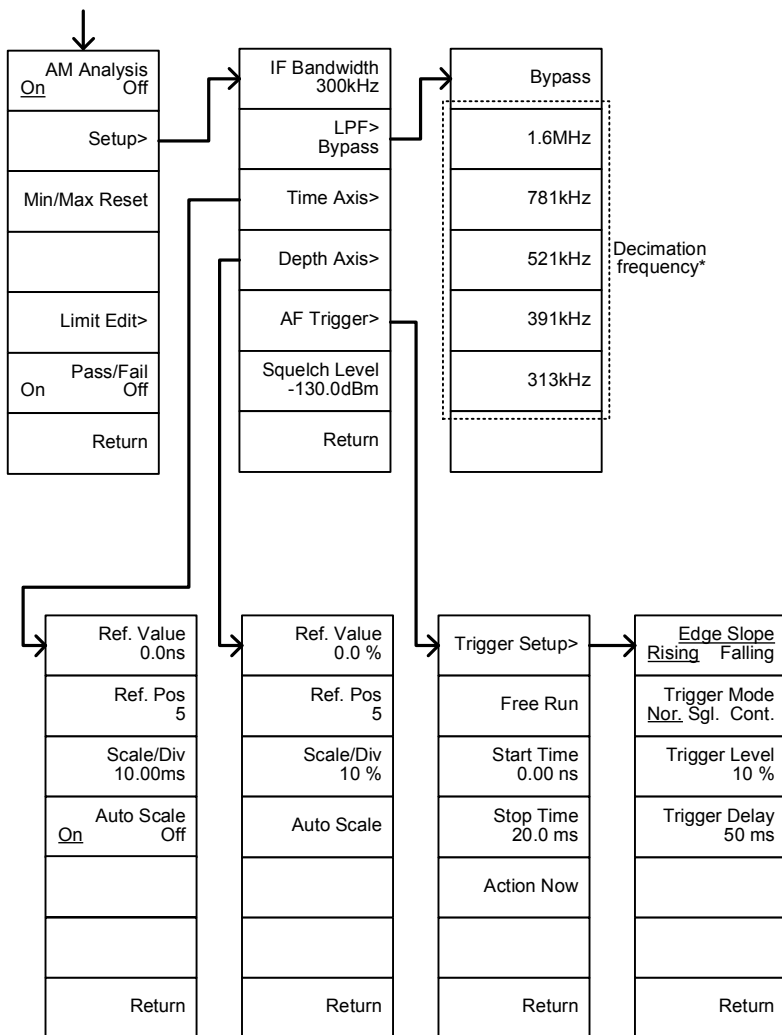 AM Analysis
On Off
Setup>
Min/Max Reset
Limit Edit>
Pass/Fail
On Off
Return
IF Bandwidth
300kHz
LPF>
Bypass
Time Axis>
Depth Axis>
AF Trigger>
Squelch Level
-130.0dBm
Return
Bypass
1.6MHz
781kHz
521kHz
391kHz
313kHz
Decimation
frequency*
Ref. Value
0.0ns
Ref. Pos
5
Scale/Div
10.00ms
Auto Scale
On Off
Return
Ref. Value
0.0 %
Ref. Pos
5
Scale/Div
10 %
Auto Scale
Return
Trigger Setup>
Free Run
Start Time
0.00 ns
Stop Time
20.0 ms
Action Now
Return
Edge Slope
Rising Falling
Trigger Mode
Nor. Sgl. Cont.
Trigger Level
10 %
Trigger Delay
50 ms
Return